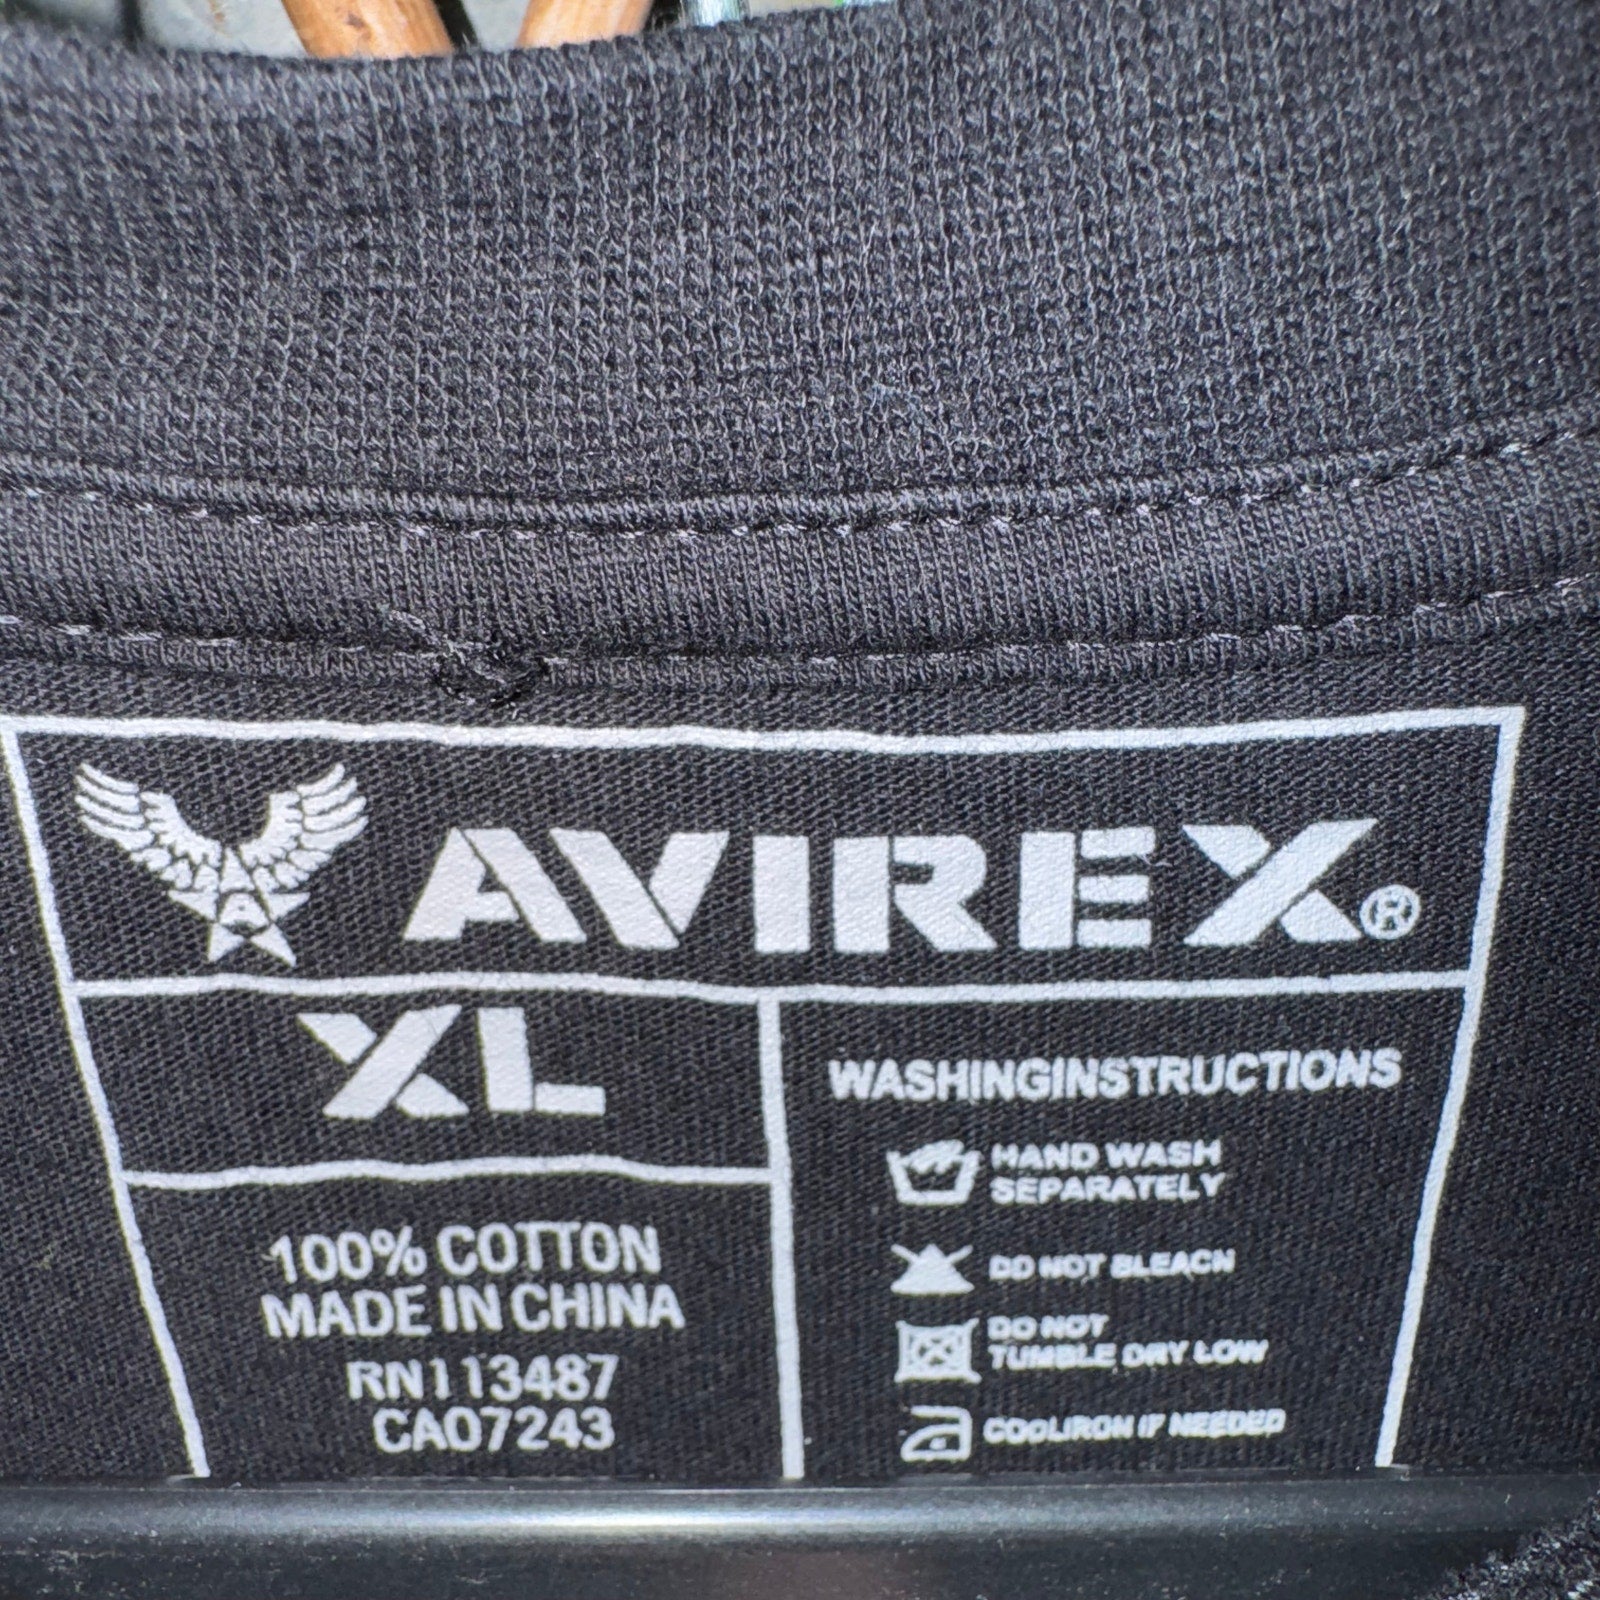 AVIREX®
XL
100% COTTON
MADE IN CHINA
RN113487
CA07243
WASHINGINSTRUCTIONS
HAND WASH
SEPARATELY
DO NOT BLEACH
DO NOT
TUMBLE DRY LOW
COOLIRON IF NEEDED